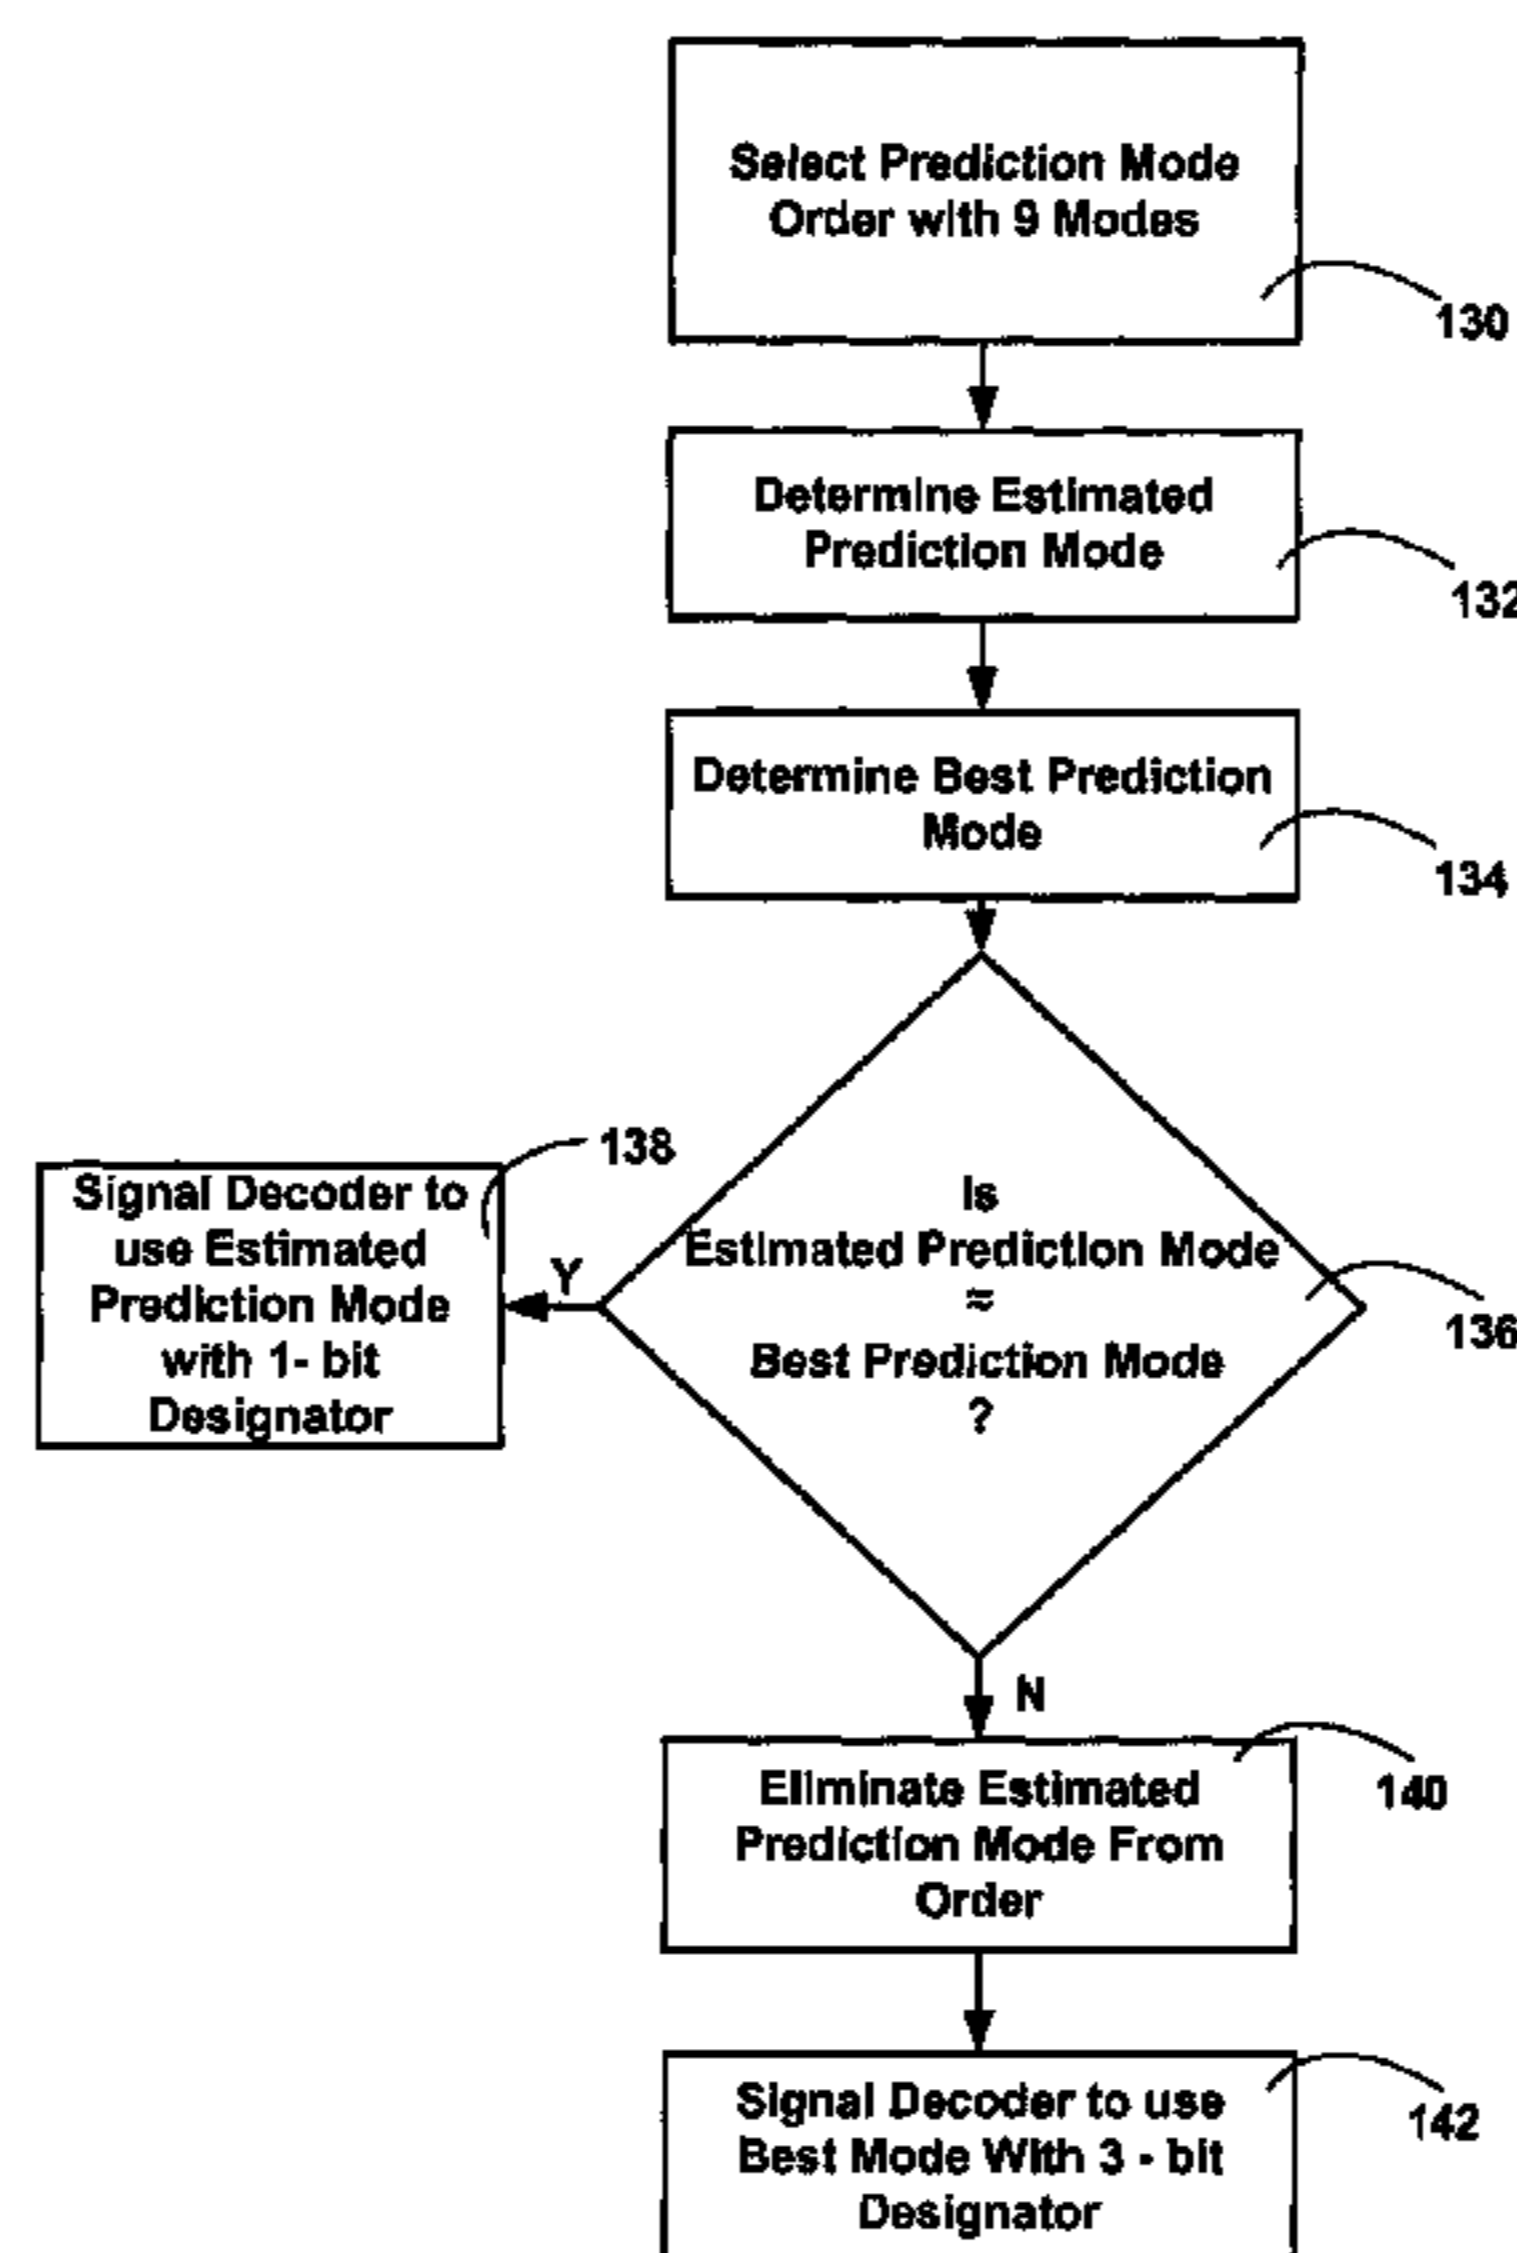 Select Prediction Mode
Order with 9 Modes
130
Determine Estimated
Prediction Mode
132
Determine Best Prediction
Mode
134
138
Signal Decoder to
use Estimated
Prediction Mode
with 1- bit
Designator
Y
Is
Estimated Prediction Mode
≈
Best Prediction Mode
?
136
N
Eliminate Estimated
Prediction Mode From
Order
140
Signal Decoder to use
Best Mode With 3 - bit
Designator
142